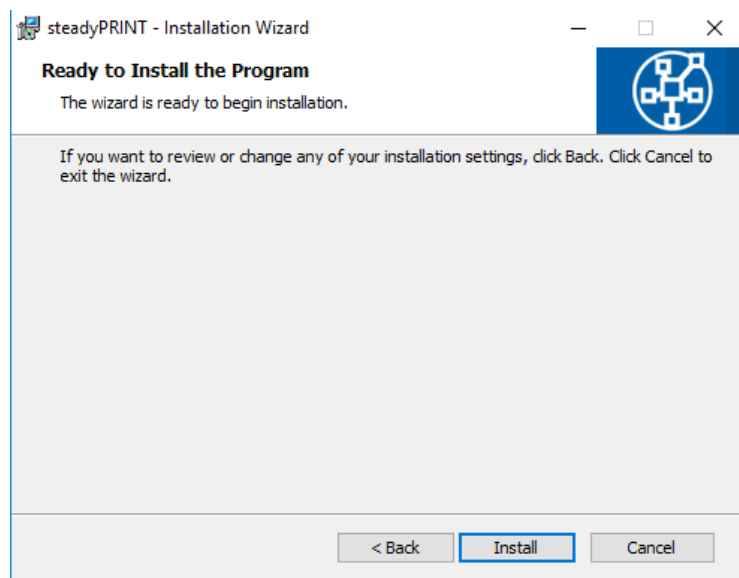 steadyPRINT - Installation Wizard
Ready to Install the Program
The wizard is ready to begin installation.
If you want to review or change any of your installation settings, click Back. Click Cancel to
exit the wizard.
< Back Install Cancel